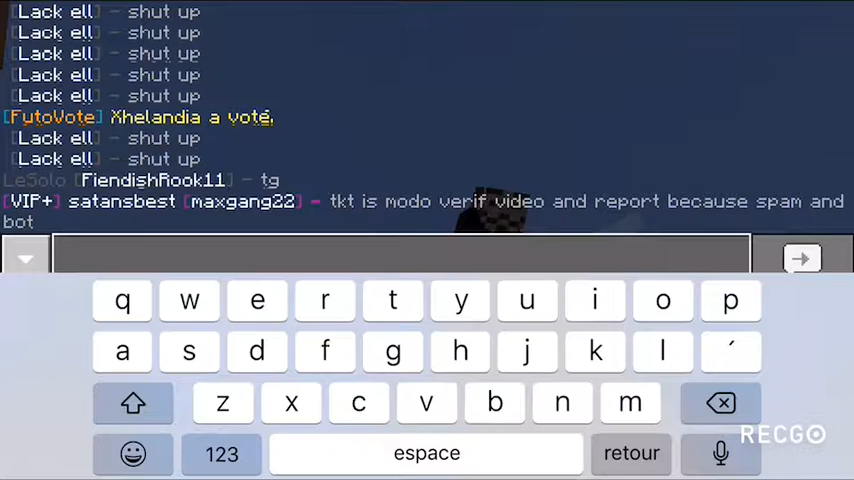 [Lack ell] - shut up
[Lack ell] - shut up
[Lack ell] - shut up
[Lack ell] - shut up
[Lack ell] - shut up
[FytoVote] Xhelandia a voté.
[Lack ell] - shut up
[Lack ell] - shut up
LeSolo [FiendishRook11] - tg
[VIP+] satansbest [maxgang22] - tkt is modo verif video and report because spam and
bot
q w e r t y u i o p
a s d f g h j k l ´
z x c v b n m
RECGO
123 espace retour